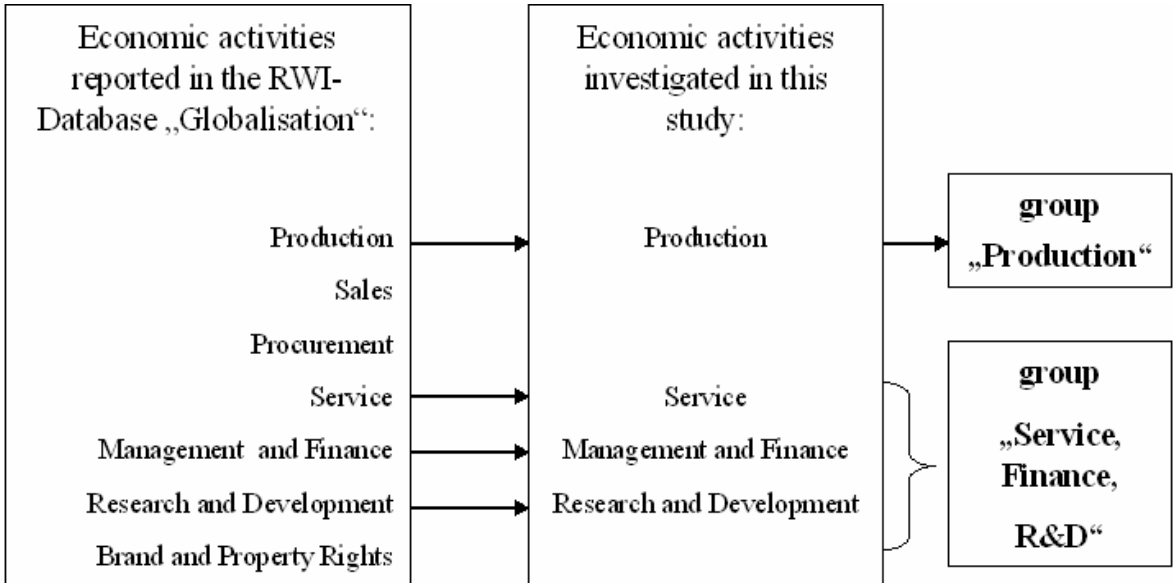 Economic activities
reported in the RWI-
Database „Globalisation“:
Production
Sales
Procurement
Service
Management and Finance
Research and Development
Brand and Property Rights
Economic activities
investigated in this
study:
Production
Service
Management and Finance
Research and Development
group
„Production“
group
„Service,
Finance,
R&D“